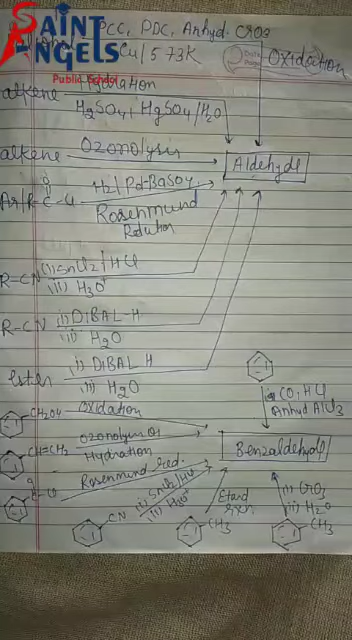 SAINT
ANGELS
Public School
PCC, PDC, Anhyd. CrO3
Cu/573K
Oxidation
alkene Hydration
H2SO4+HgSO4/H2O
alkene Ozonolysis
Aldehyde
Ar/R-C-Cl H2/Pd-BaSO4
O
Rosenmund
Redution
R-CN (i) SnCl2/HCl
(ii) H3O+
R-CN (i) DiBAL-H
(ii) H2O
Ester (i) DiBAL H
(ii) H2O
CO, HCl
Anhyd AlCl3
CH2OH Oxidation
CH=CH2 Ozonolysis
Hydration
Benzaldehyde
Rosenmund Red.
CN (i) SnCl2/HCl
(ii) H3O+
Etard
rxn.
CH3
(i) CrO3
(ii) H2O
CH3